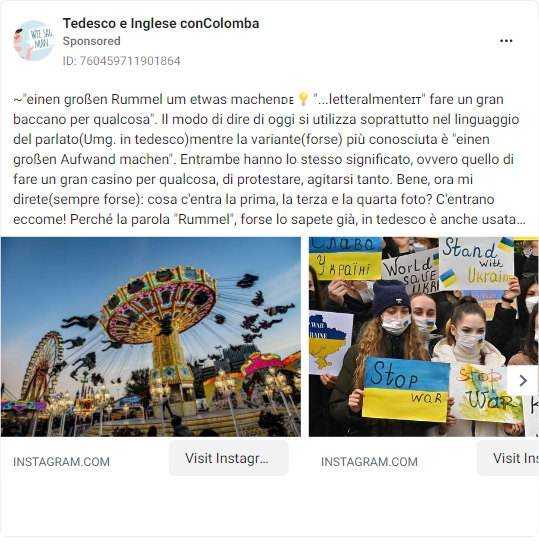 Tedesco e Inglese conColomba
Sponsored
ID: 760459711901864
~"einen großen Rummel um etwas machenᴅᴇ💡 "...letteralmenteɪᴛ" fare un gran
baccano per qualcosa". Il modo di dire di oggi si utilizza soprattutto nel linguaggio
del parlato(Umg. in tedesco)mentre la variante(forse) più conosciuta è "einen
großen Aufwand machen". Entrambe hanno lo stesso significato, ovvero quello di
fare un gran casino per qualcosa, di protestare, agitarsi tanto. Bene, ora mi
direte(sempre forse): cosa c'entra la prima, la terza e la quarta foto? C'entrano
eccome! Perché la parola "Rummel", forse lo sapete già, in tedesco è anche usata...
WIE SAGT
MAN
Слава
Україні
World
SAVE
UKR
Stand
with
Ukraine
WAR
UKRAINE
Stop
WAR
STOP
WAR
INSTAGRAM.COM
Visit Instagr...
INSTAGRAM.COM
Visit Ins